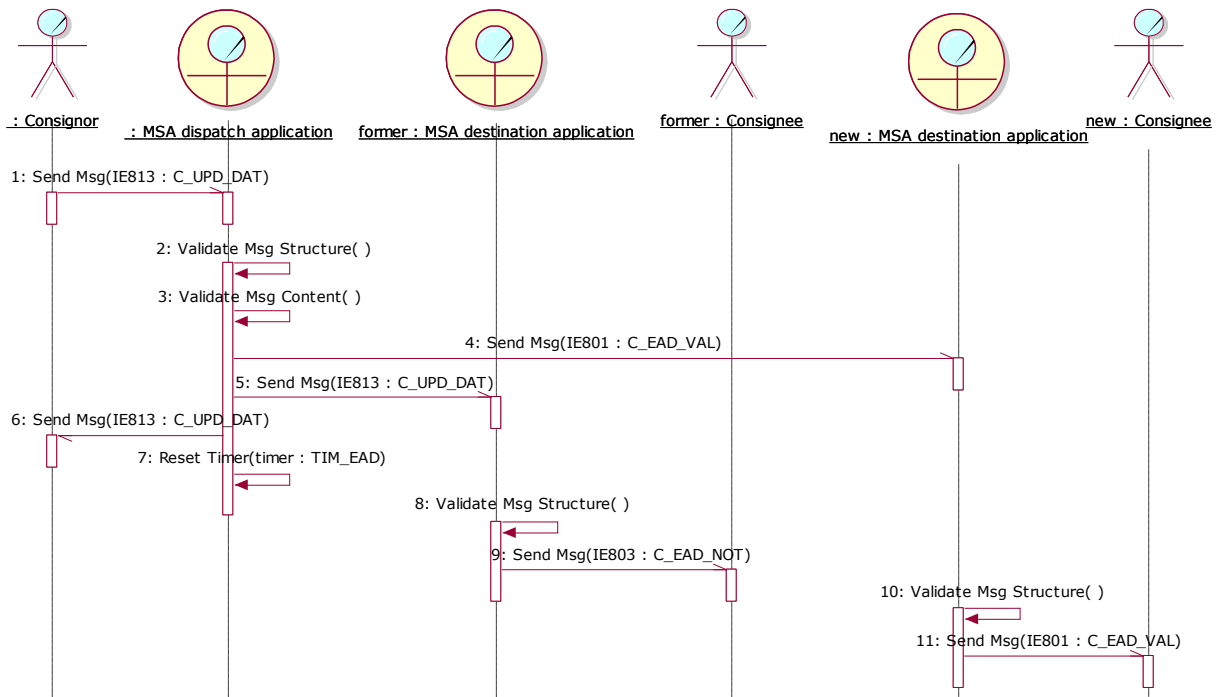 : Consignor
: MSA dispatch application
former : MSA destination application
former : Consignee
new : MSA destination application
new : Consignee
1: Send Msg(IE813 : C_UPD_DAT)
2: Validate Msg Structure( )
3: Validate Msg Content( )
4: Send Msg(IE801 : C_EAD_VAL)
5: Send Msg(IE813 : C_UPD_DAT)
6: Send Msg(IE813 : C_UPD_DAT)
7: Reset Timer(timer : TIM_EAD)
8: Validate Msg Structure( )
9: Send Msg(IE803 : C_EAD_NOT)
10: Validate Msg Structure( )
11: Send Msg(IE801 : C_EAD_VAL)